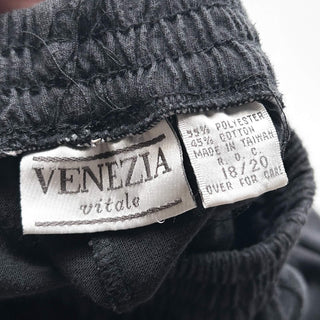 VENEZIA
vitale
55% POLYESTER
45% COTTON
MADE IN TAIWAN
R. O. C.
18/20
OVER FOR CARE